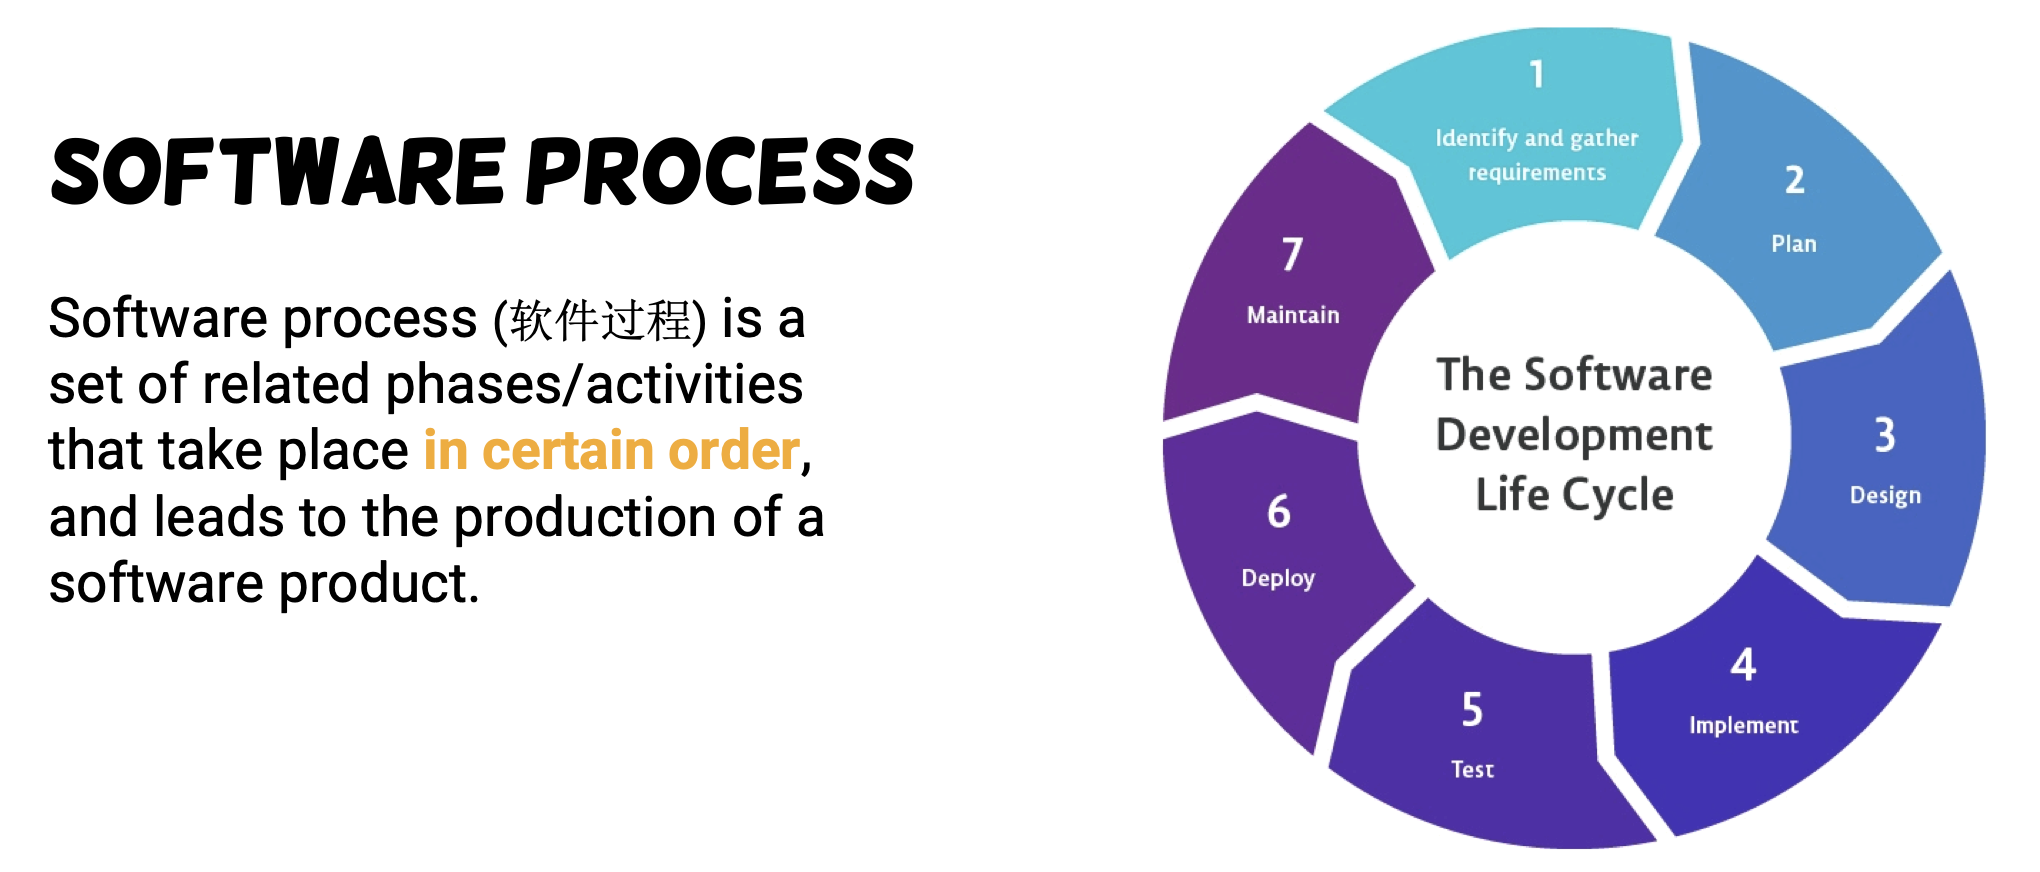 SOFTWARE PROCESS
Software process (软件过程) is a
set of related phases/activities
that take place in certain order,
and leads to the production of a
software product.
The Software
Development
Life Cycle
1
Identify and gather
requirements
2
Plan
3
Design
4
Implement
5
Test
6
Deploy
7
Maintain